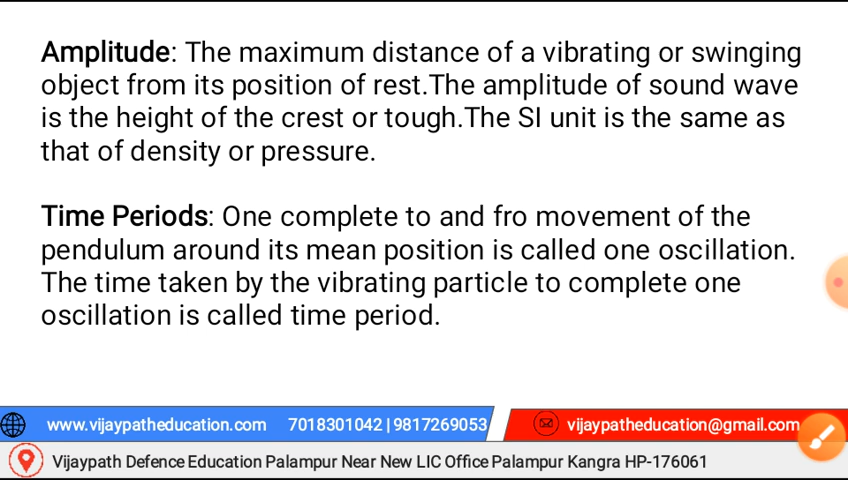 Amplitude: The maximum distance of a vibrating or swinging
object from its position of rest.The amplitude of sound wave
is the height of the crest or tough.The SI unit is the same as
that of density or pressure.
Time Periods: One complete to and fro movement of the
pendulum around its mean position is called one oscillation.
The time taken by the vibrating particle to complete one
oscillation is called time period.
www.vijaypatheducation.com 7018301042 | 9817269053 vijaypatheducation@gmail.com
Vijaypath Defence Education Palampur Near New LIC Office Palampur Kangra HP-176061